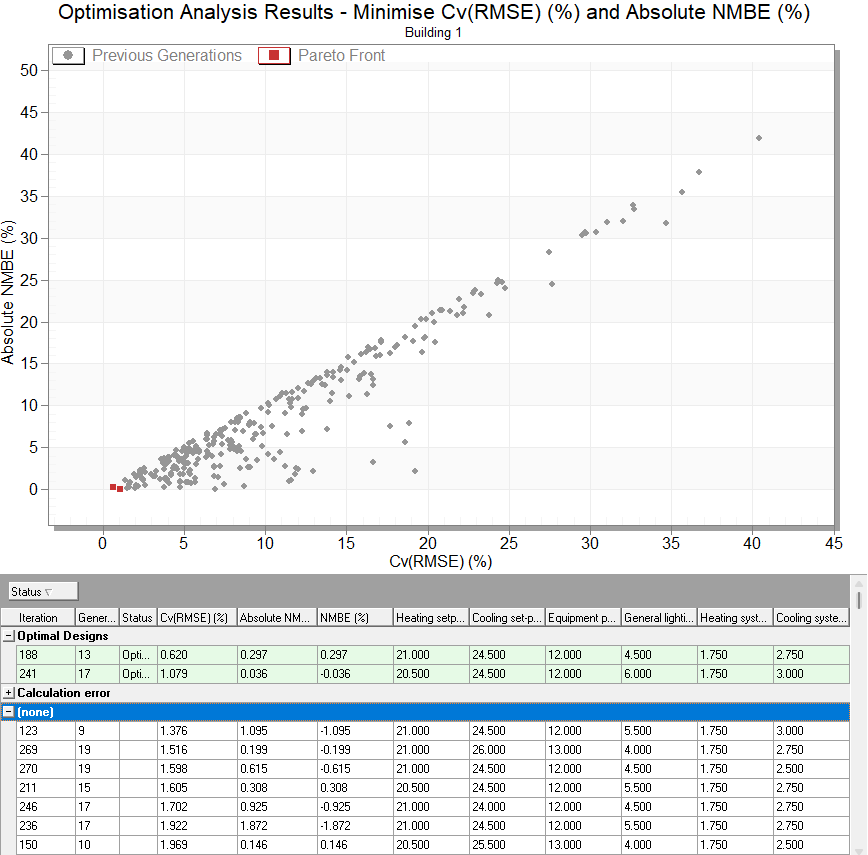 Optimisation Analysis Results - Minimise Cv(RMSE) (%) and Absolute NMBE (%)
Building 1
Previous Generations Pareto Front
50
45
40
35
30
25
20
15
10
5
0
Absolute NMBE (%)
0 5 10 15 20 25 30 35 40 45
Cv(RMSE) (%)
Status
Iteration Gener... Status Cv(RMSE) (%) Absolute NM... NMBE (%) Heating setp... Cooling set-p... Equipment p... General lighti... Heating syst... Cooling syste...
Optimal Designs
188 13 Opti... 0.620 0.297 0.297 21.000 24.500 12.000 4.500 1.750 2.750
241 17 Opti... 1.079 0.036 -0.036 20.500 24.500 12.000 6.000 1.750 3.000
Calculation error
(none)
123 9 1.376 1.095 -1.095 21.000 24.500 12.000 5.500 1.750 3.000
269 19 1.516 0.199 -0.199 21.000 26.000 13.000 4.000 1.750 2.750
270 19 1.598 0.615 -0.615 21.000 24.500 12.000 4.500 1.750 2.500
211 15 1.605 0.308 0.308 20.500 24.500 12.000 5.500 1.750 2.750
246 17 1.702 0.925 -0.925 21.000 24.000 12.000 4.500 1.750 2.750
236 17 1.922 1.872 -1.872 21.000 24.500 12.000 5.500 1.750 2.750
150 10 1.969 0.146 0.146 20.500 25.500 13.000 4.000 1.750 2.500